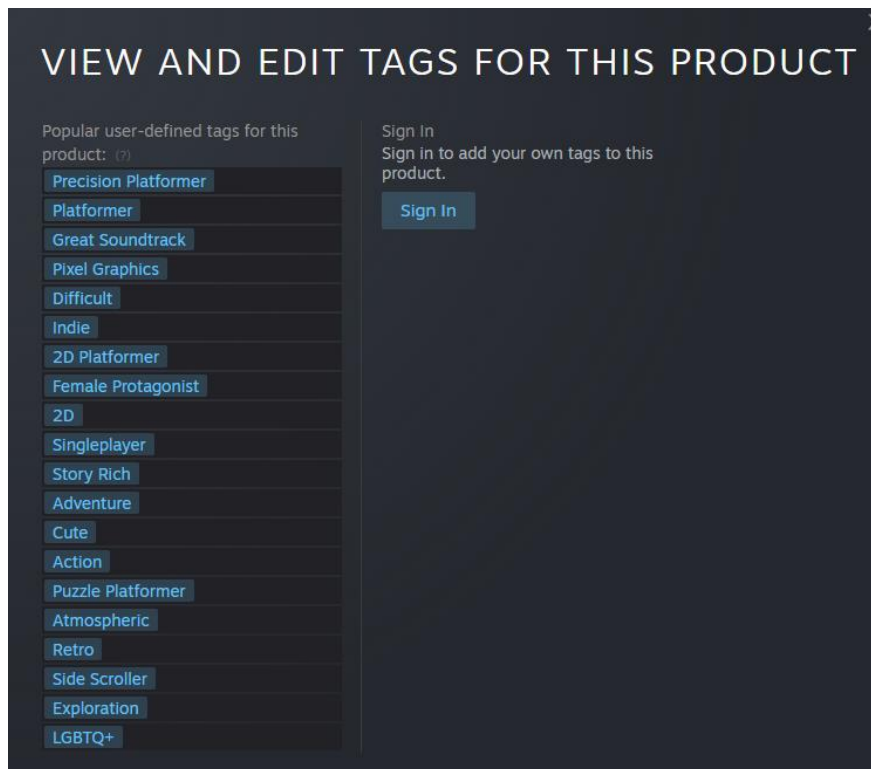 VIEW AND EDIT TAGS FOR THIS PRODUCT
Popular user-defined tags for this
product: (?)
Precision Platformer
Platformer
Great Soundtrack
Pixel Graphics
Difficult
Indie
2D Platformer
Female Protagonist
2D
Singleplayer
Story Rich
Adventure
Cute
Action
Puzzle Platformer
Atmospheric
Retro
Side Scroller
Exploration
LGBTQ+
Sign In
Sign in to add your own tags to this
product.
Sign In